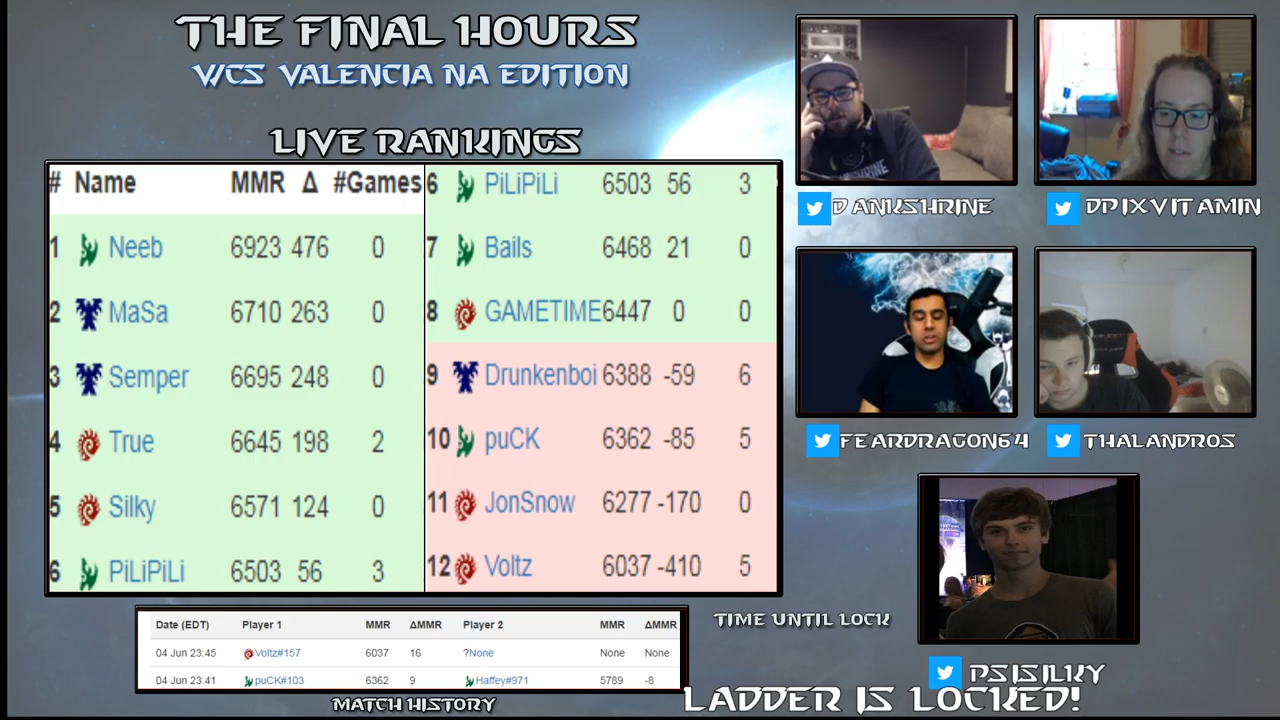 THE FINAL HOURS
WCS VALENCIA NA EDITION
LIVE RANKINGS
# Name MMR Δ #Games
1 Neeb 6923 476 0
2 MaSa 6710 263 0
3 Semper 6695 248 0
4 True 6645 198 2
5 Silky 6571 124 0
6 PiLiPiLi 6503 56 3
6 PiLiPiLi 6503 56 3
7 Bails 6468 21 0
8 GAMETIME 6447 0 0
9 Drunkenboi 6388 -59 6
10 puCK 6362 -85 5
11 JonSnow 6277 -170 0
12 Voltz 6037 -410 5
DANKSHRINE
DPIXVITAMIN
FEARDRAGON64
THALANDROS
PSISILKY
Date (EDT) Player 1 MMR ΔMMR Player 2 MMR ΔMMR
04 Jun 23:45 Voltz#157 6037 16 ?None None None
04 Jun 23:41 puCK#103 6362 9 Haffey#971 5789 -8
MATCH HISTORY
TIME UNTIL LOCK
LADDER IS LOCKED!